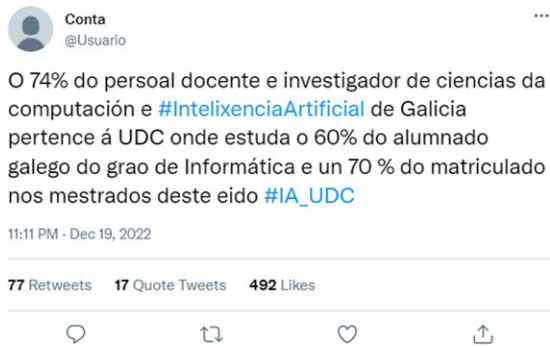 Conta
@Usuario
O 74% do persoal docente e investigador de ciencias da
computación e #IntelixenciaArtificial de Galicia
pertence á UDC onde estuda o 60% do alumnado
galego do grao de Informática e un 70 % do matriculado
nos mestrados deste eido #IA_UDC
11:11 PM · Dec 19, 2022
77 Retweets 17 Quote Tweets 492 Likes